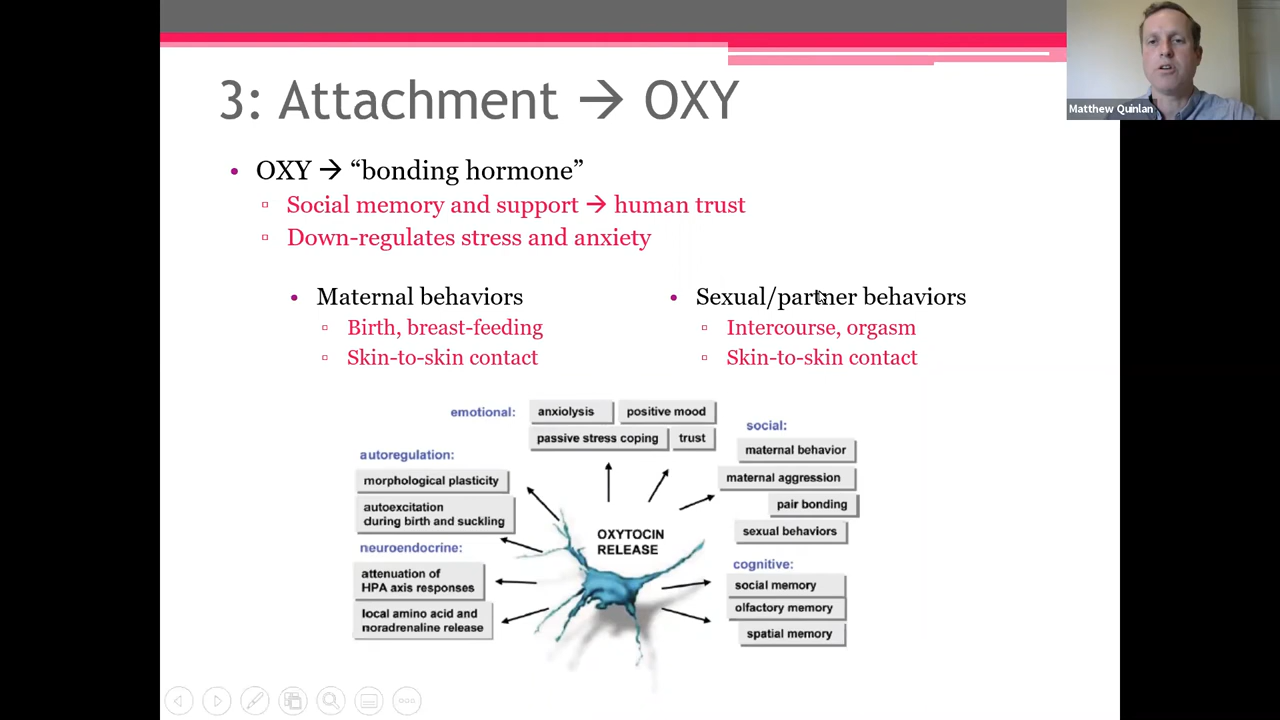 3: Attachment → OXY
Matthew Quinlan
• OXY → “bonding hormone”
▫ Social memory and support → human trust
▫ Down-regulates stress and anxiety
• Maternal behaviors
▫ Birth, breast-feeding
▫ Skin-to-skin contact
• Sexual/partner behaviors
▫ Intercourse, orgasm
▫ Skin-to-skin contact
emotional:
anxiolysis
positive mood
passive stress coping
trust
autoregulation:
morphological plasticity
autoexcitation
during birth and suckling
neuroendocrine:
attenuation of
HPA axis responses
local amino acid and
noradrenaline release
OXYTOCIN
RELEASE
social:
maternal behavior
maternal aggression
pair bonding
sexual behaviors
cognitive:
social memory
olfactory memory
spatial memory